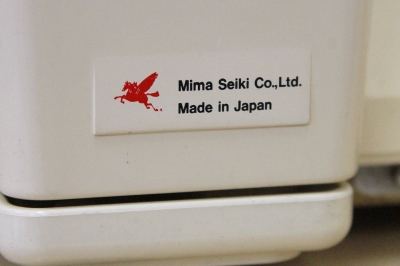 Mima Seiki Co.,Ltd.
Made in Japan